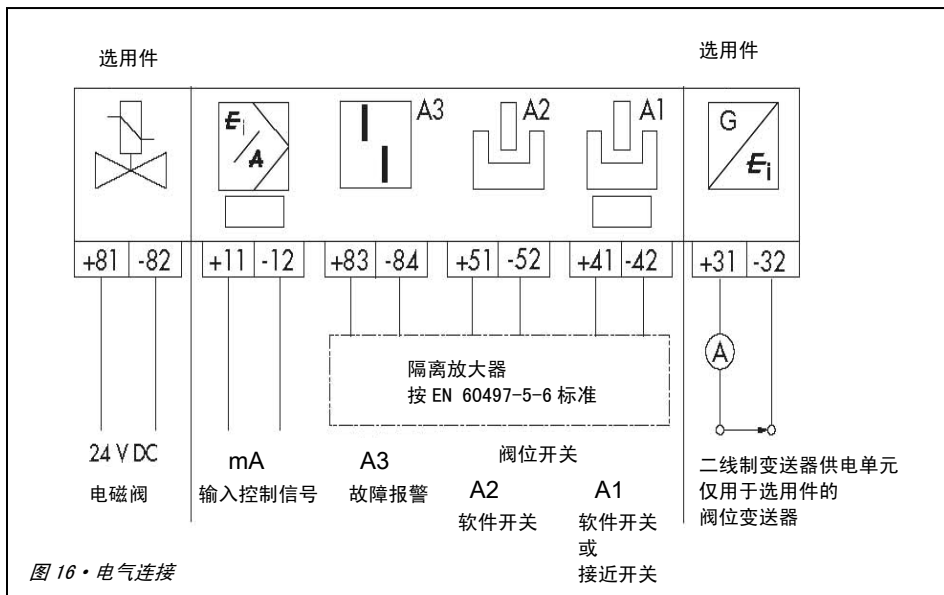 选用件
选用件
E i
A
A3
A2
A1
G
E i
+81 -82
+11 -12
+83 -84
+51 -52
+41 -42
+31 -32
A
隔离放大器
按 EN 60497-5-6 标准
24 V DC
电磁阀
mA
输入控制信号
A3
故障报警
阀位开关
A2
软件开关
A1
软件开关
或
接近开关
二线制变送器供电单元
仅用于选用件的
阀位变送器
图 16 • 电气连接